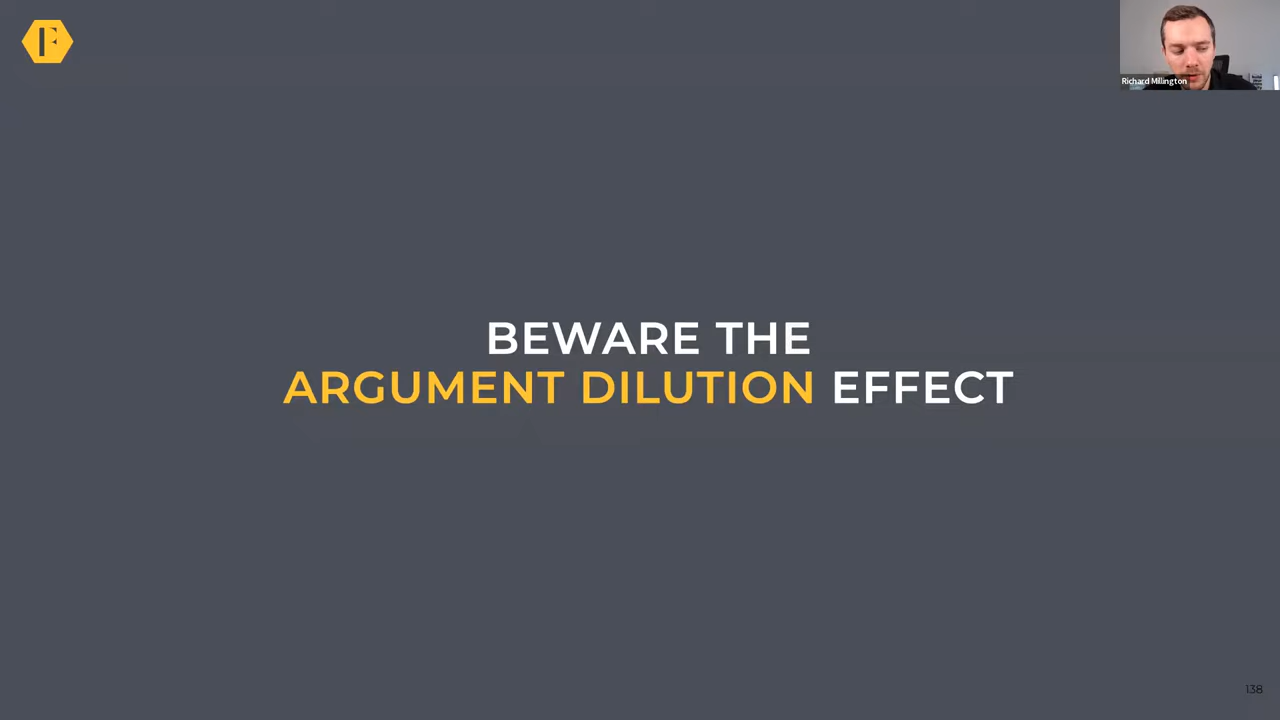 F
Richard Millington
BEWARE THE
ARGUMENT DILUTION EFFECT
138